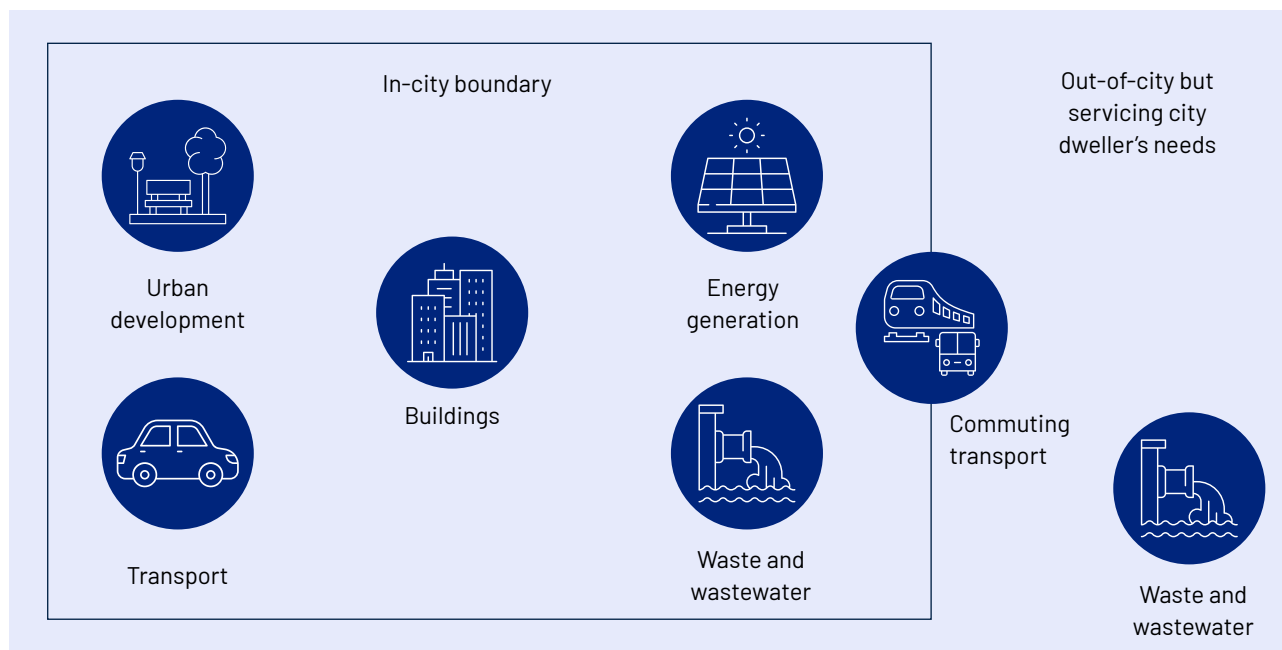 In-city boundary
Out-of-city but
servicing city
dweller's needs
Urban
development
Buildings
Energy
generation
Commuting
transport
Transport
Waste and
wastewater
Waste and
wastewater